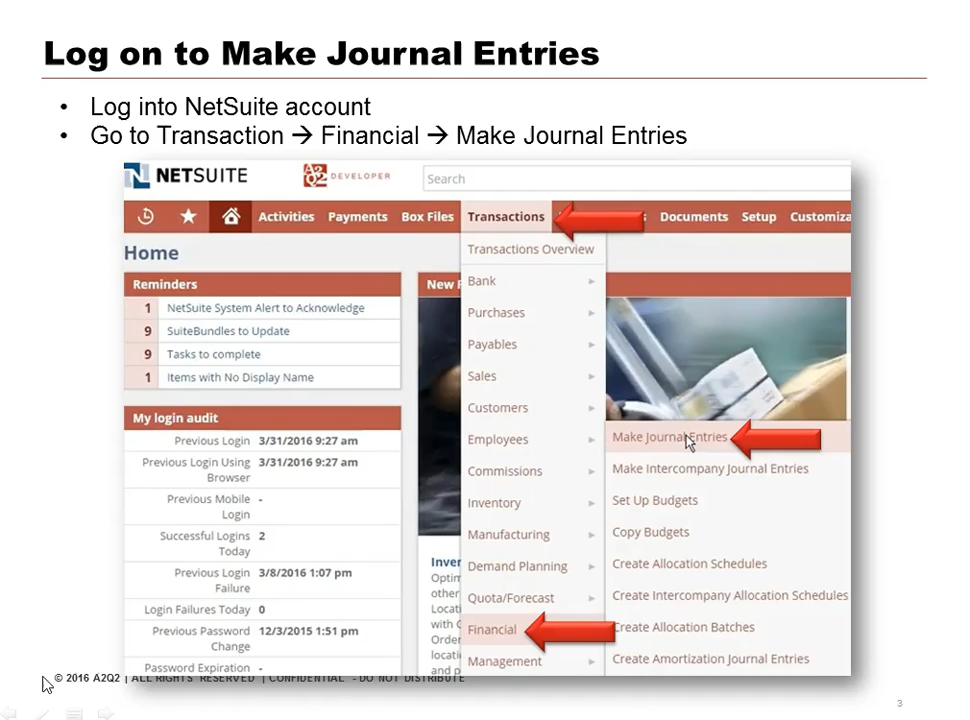 Log on to Make Journal Entries
• Log into NetSuite account
• Go to Transaction → Financial → Make Journal Entries
NETSUITE
A2Q2 DEVELOPER
Search
Activities Payments Box Files Transactions Documents Setup Customiza
Home
Transactions Overview
Reminders
New
1 NetSuite System Alert to Acknowledge
9 SuiteBundles to Update
9 Tasks to complete
1 Items with No Display Name
My login audit
Previous Login 3/31/2016 9:27 am
Previous Login Using Browser 3/31/2016 9:27 am
Previous Mobile Login -
Successful Logins Today 2
Previous Login Failure 3/8/2016 1:07 pm
Login Failures Today 0
Previous Password Change 12/3/2015 1:51 pm
Password Expiration -
Bank
Purchases
Payables
Sales
Customers
Employees
Commissions
Inventory
Manufacturing
Demand Planning
Quota/Forecast
Financial
Management
Make Journal Entries
Make Intercompany Journal Entries
Set Up Budgets
Copy Budgets
Create Allocation Schedules
Create Intercompany Allocation Schedules
Create Allocation Batches
Create Amortization Journal Entries
Inver
Optim
other
Locati
with
Order
locati
and p
© 2016 A2Q2 | ALL RIGHTS RESERVED | CONFIDENTIAL - DO NOT DISTRIBUTE
3